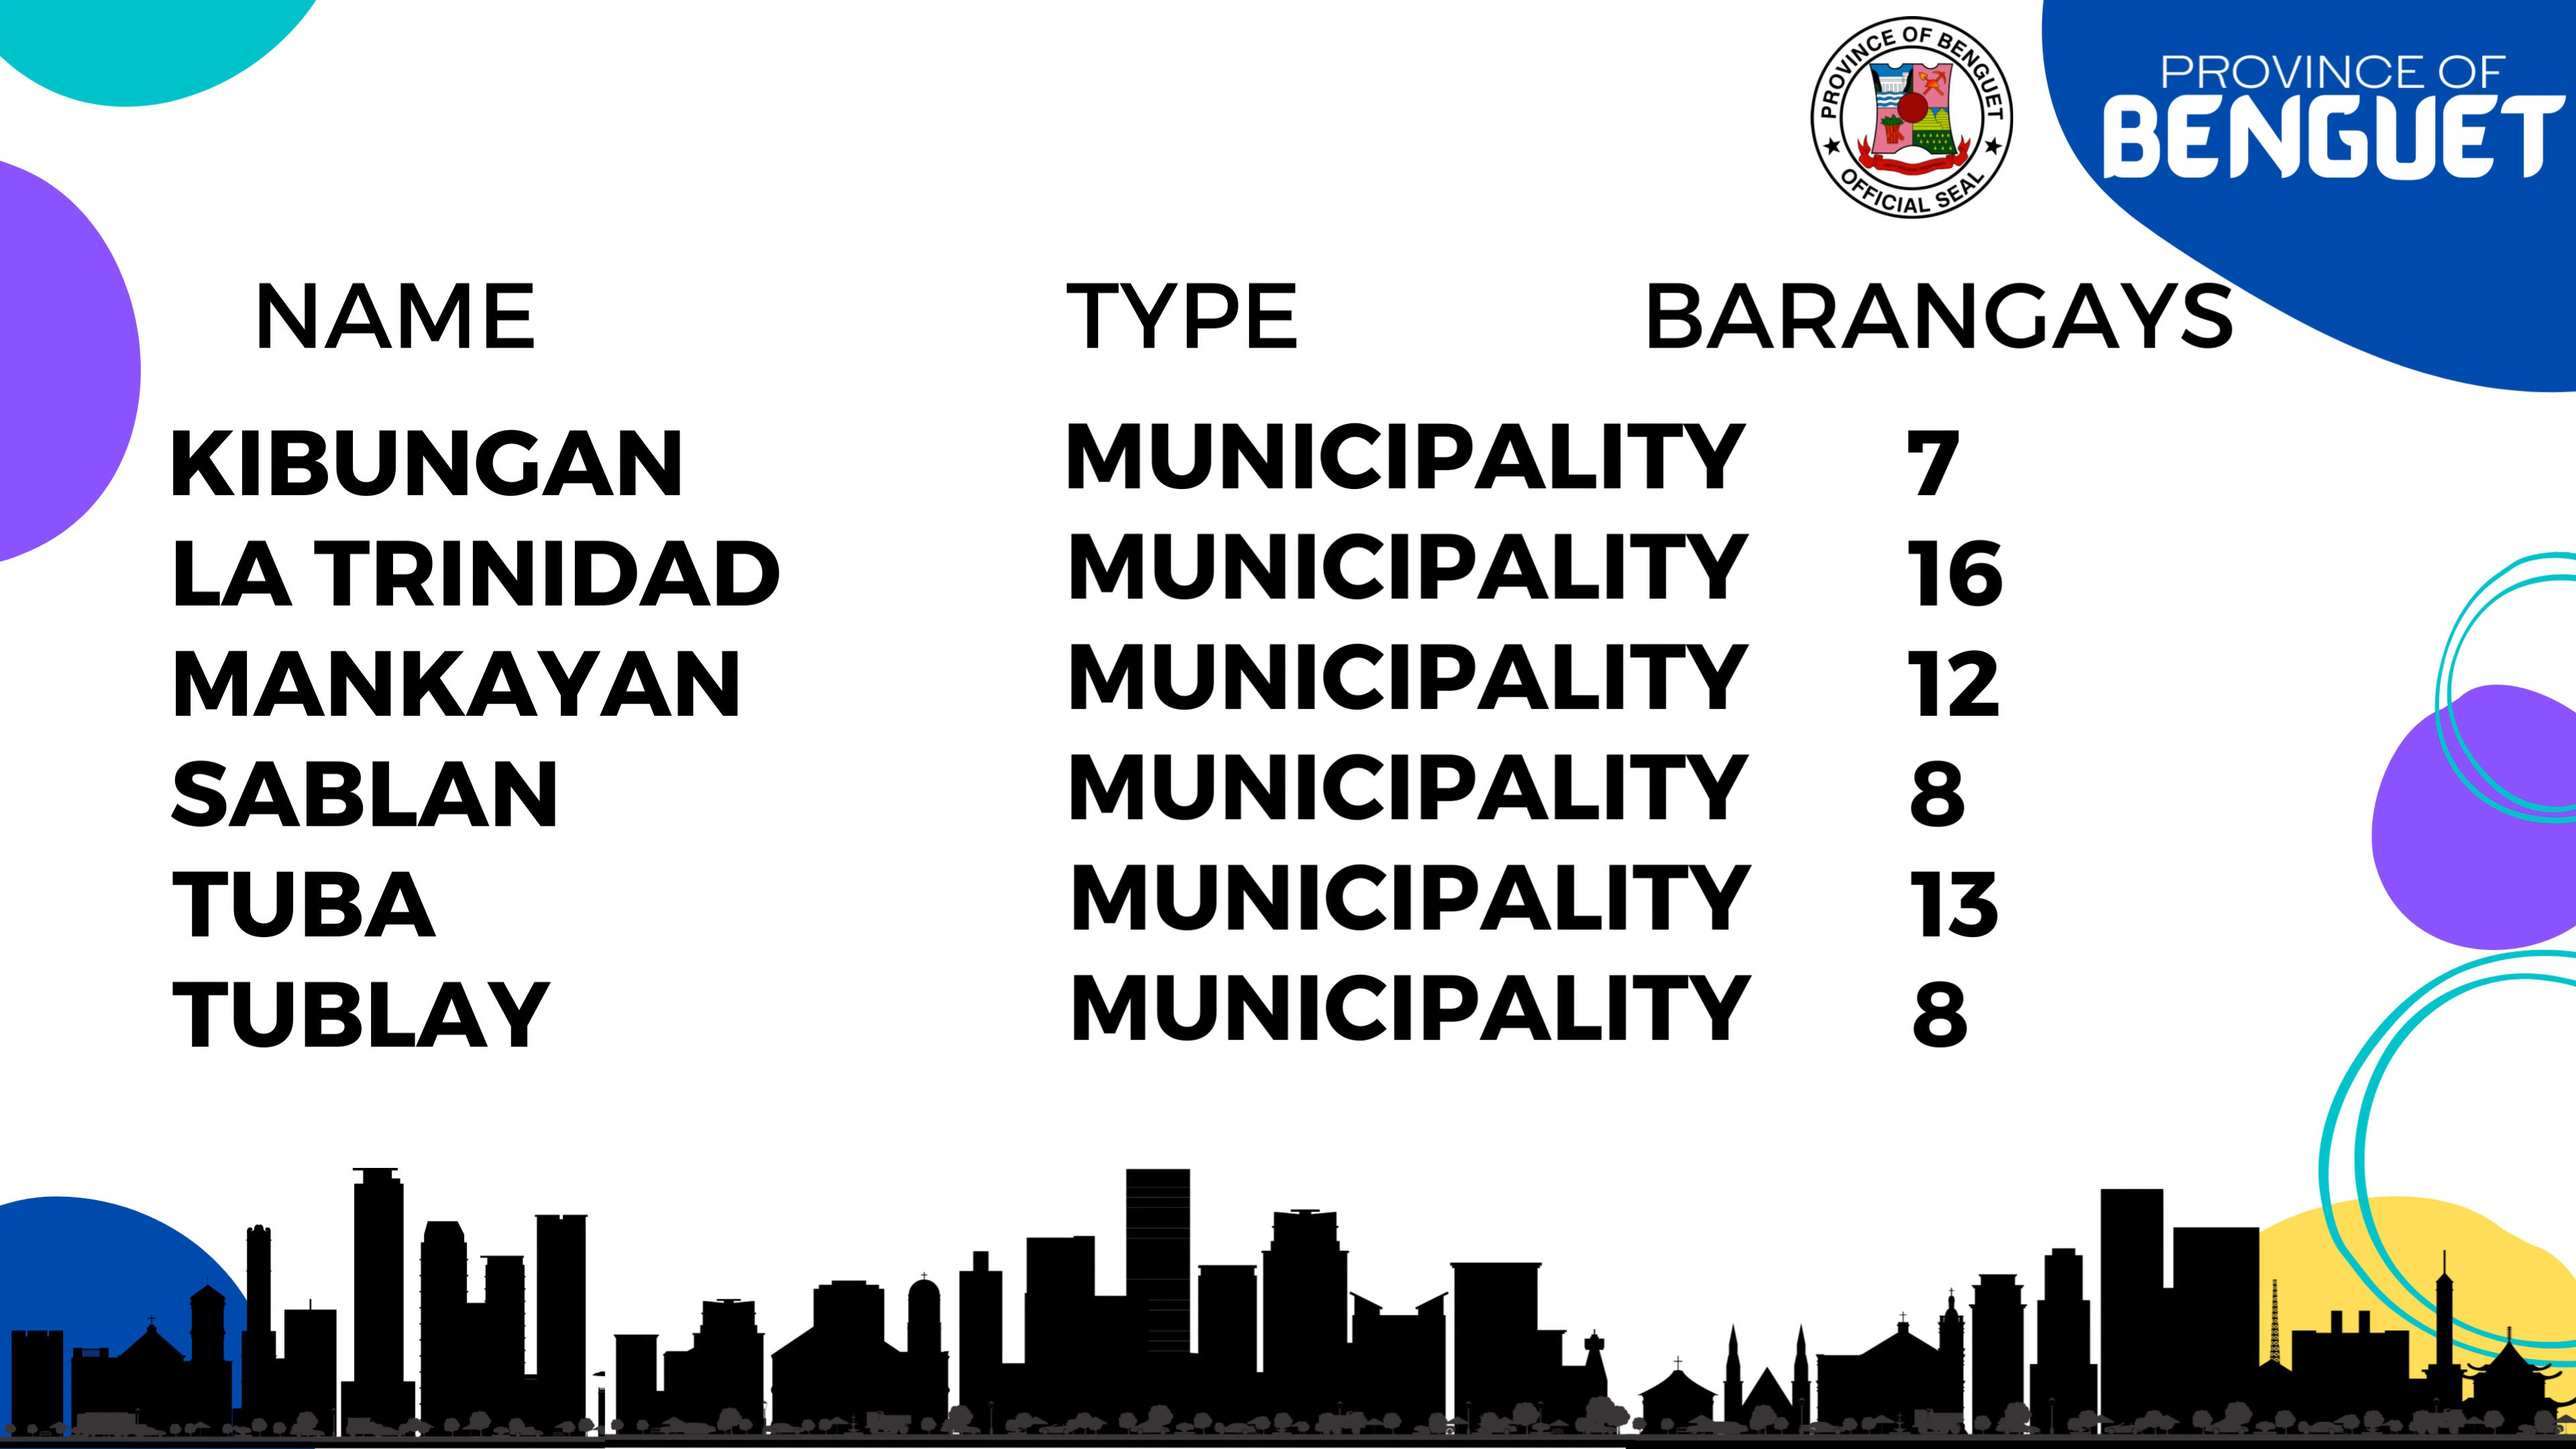 PROVINCE OF BENGUET
OFFICIAL SEAL
PROVINCE OF
BENGUET
NAME TYPE BARANGAYS
KIBUNGAN MUNICIPALITY 7
LA TRINIDAD MUNICIPALITY 16
MANKAYAN MUNICIPALITY 12
SABLAN MUNICIPALITY 8
TUBA MUNICIPALITY 13
TUBLAY MUNICIPALITY 8